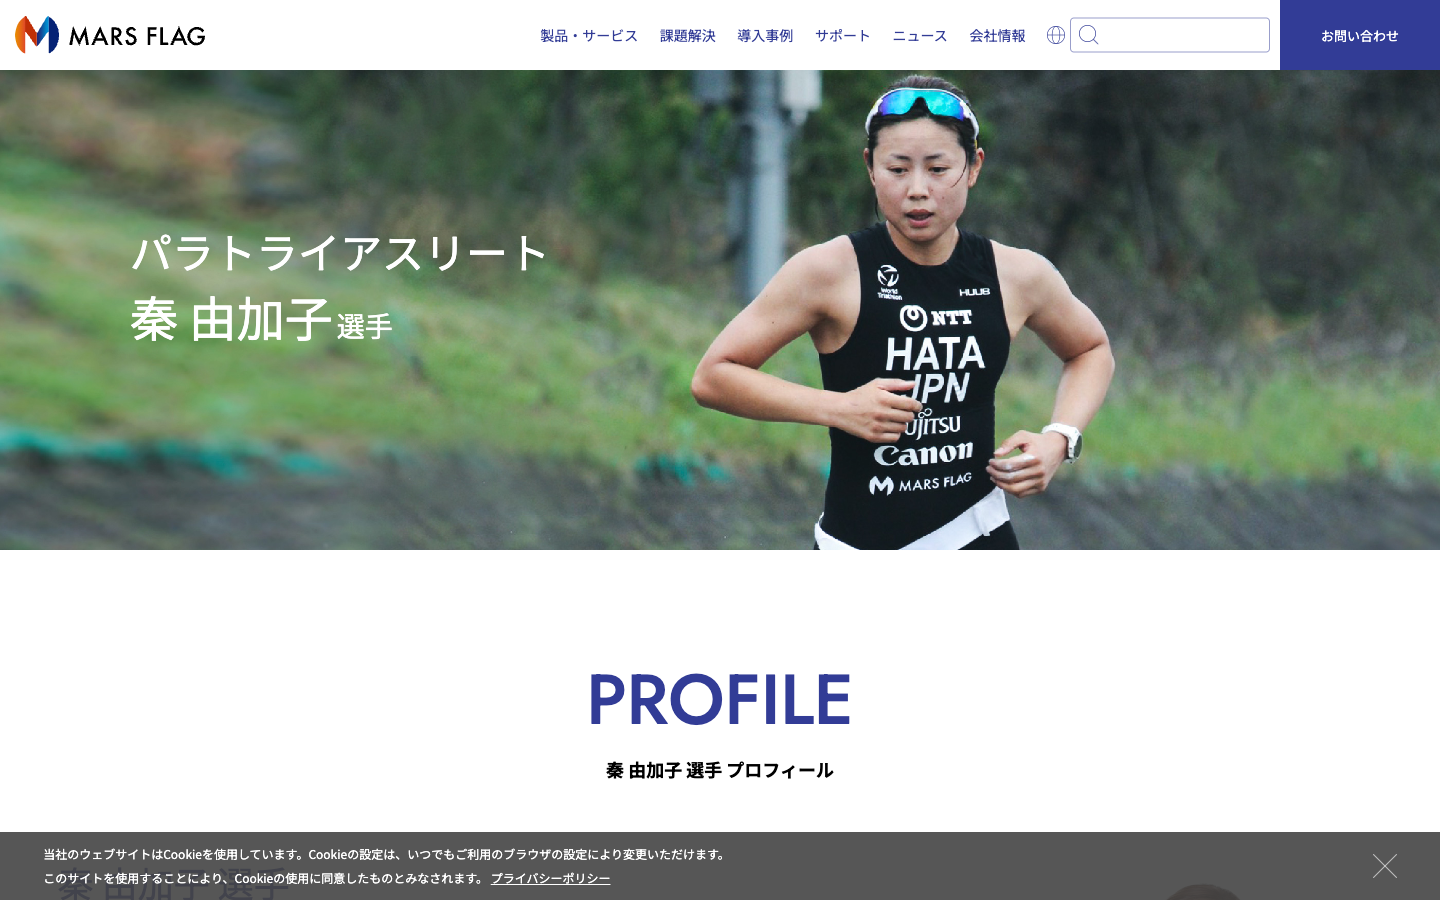 MARS FLAG
製品・サービス 課題解決 導入事例 サポート ニュース 会社情報
お問い合わせ
パラトライアスリート
秦 由加子 選手
World
Triathlon
HUUB
NTT
HATA
JPN
FUJITSU
Canon
MARS FLAG
PROFILE
秦 由加子 選手 プロフィール
当社のウェブサイトはCookieを使用しています。Cookieの設定は、いつでもご利用のブラウザの設定により変更いただけます。
このサイトを使用することにより、Cookieの使用に同意したものとみなされます。 プライバシーポリシー
秦 由加子 選手